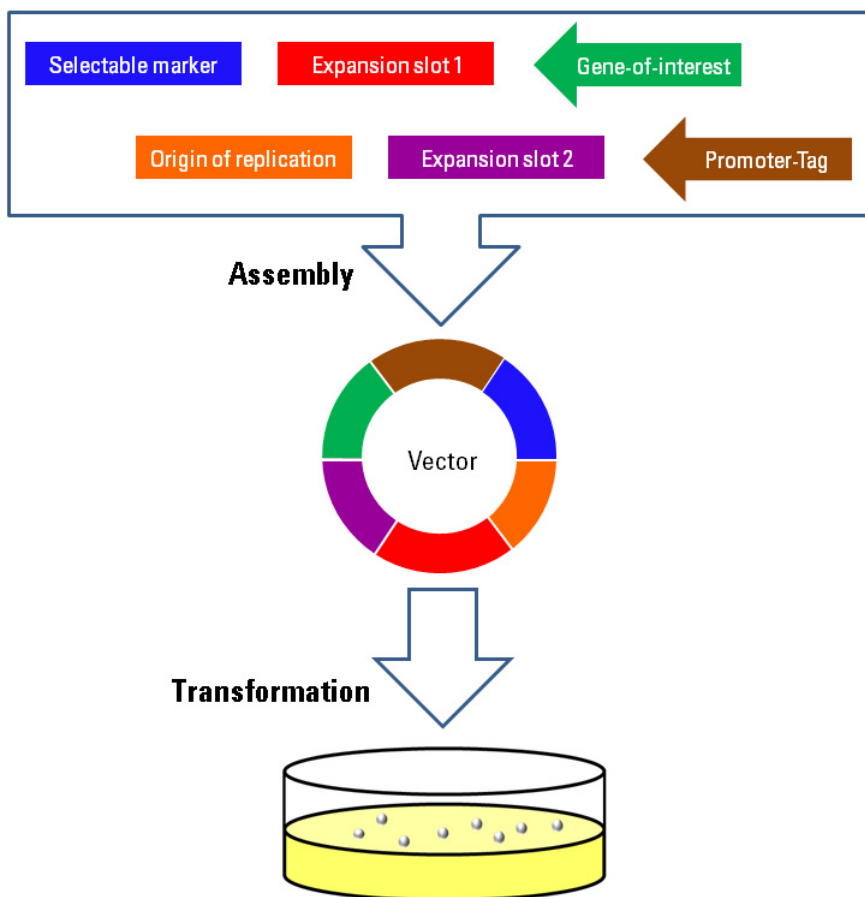 Selectable marker
Expansion slot 1
Gene-of-interest
Origin of replication
Expansion slot 2
Promoter-Tag
Assembly
Vector
Transformation